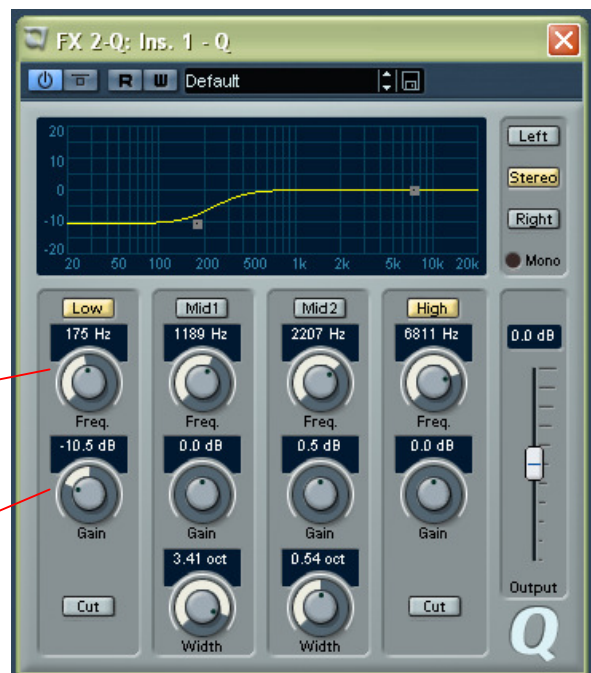 FX 2-Q: Ins. 1 - Q
R W Default
20
10
0
-10
-20
20 50 100 200 500 1k 2k 5k 10k 20k
Left
Stereo
Right
Mono
Low Mid1 Mid2 High
175 Hz 1189 Hz 2207 Hz 6811 Hz 0.0 dB
Freq. Freq. Freq. Freq.
-10.5 dB 0.0 dB 0.5 dB 0.0 dB
Gain Gain Gain Gain
3.41 oct 0.54 oct
Cut Cut Output
Width Width Q